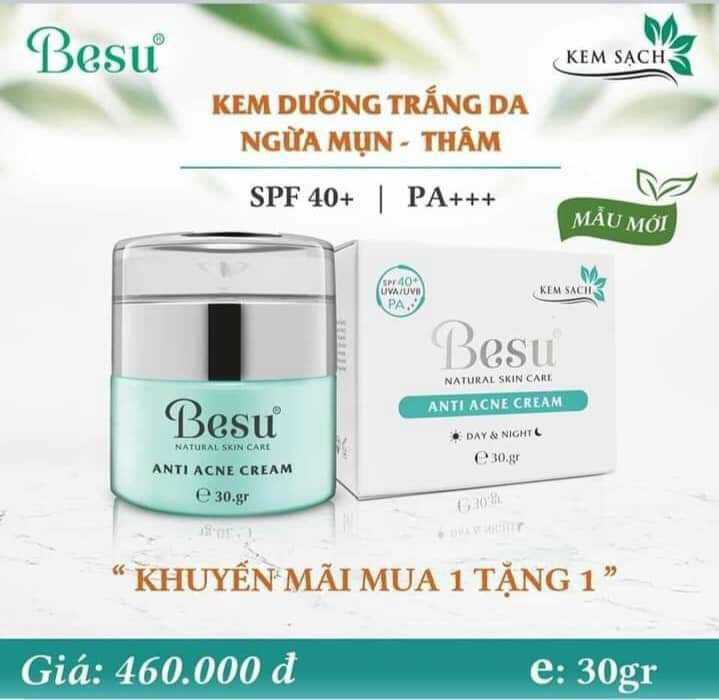 Besu®
KEM SẠCH
KEM DƯỠNG TRẮNG DA
NGỪA MỤN - THÂM
SPF 40+ | PA+++
MẪU MỚI
SPF 40+
UVA/UVB
PA+++
KEM SẠCH
Besu®
NATURAL SKIN CARE
ANTI ACNE CREAM
DAY & NIGHT
e 30.gr
Besu®
NATURAL SKIN CARE
ANTI ACNE CREAM
e 30.gr
“ KHUYẾN MÃI MUA 1 TẶNG 1 ”
Giá: 460.000 đ
e: 30gr